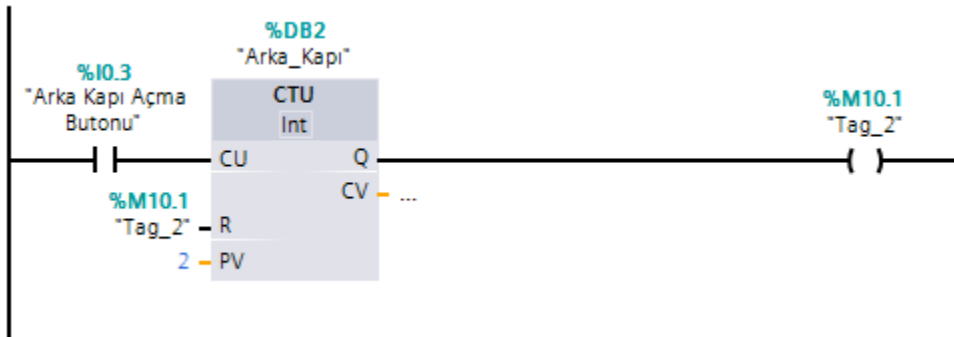 %DB2
"Arka_Kapı"
%I0.3
"Arka Kapı Açma
Butonu"
CTU
Int
%M10.1
"Tag_2"
CU
Q
CV
...
%M10.1
"Tag_2"
R
2
PV